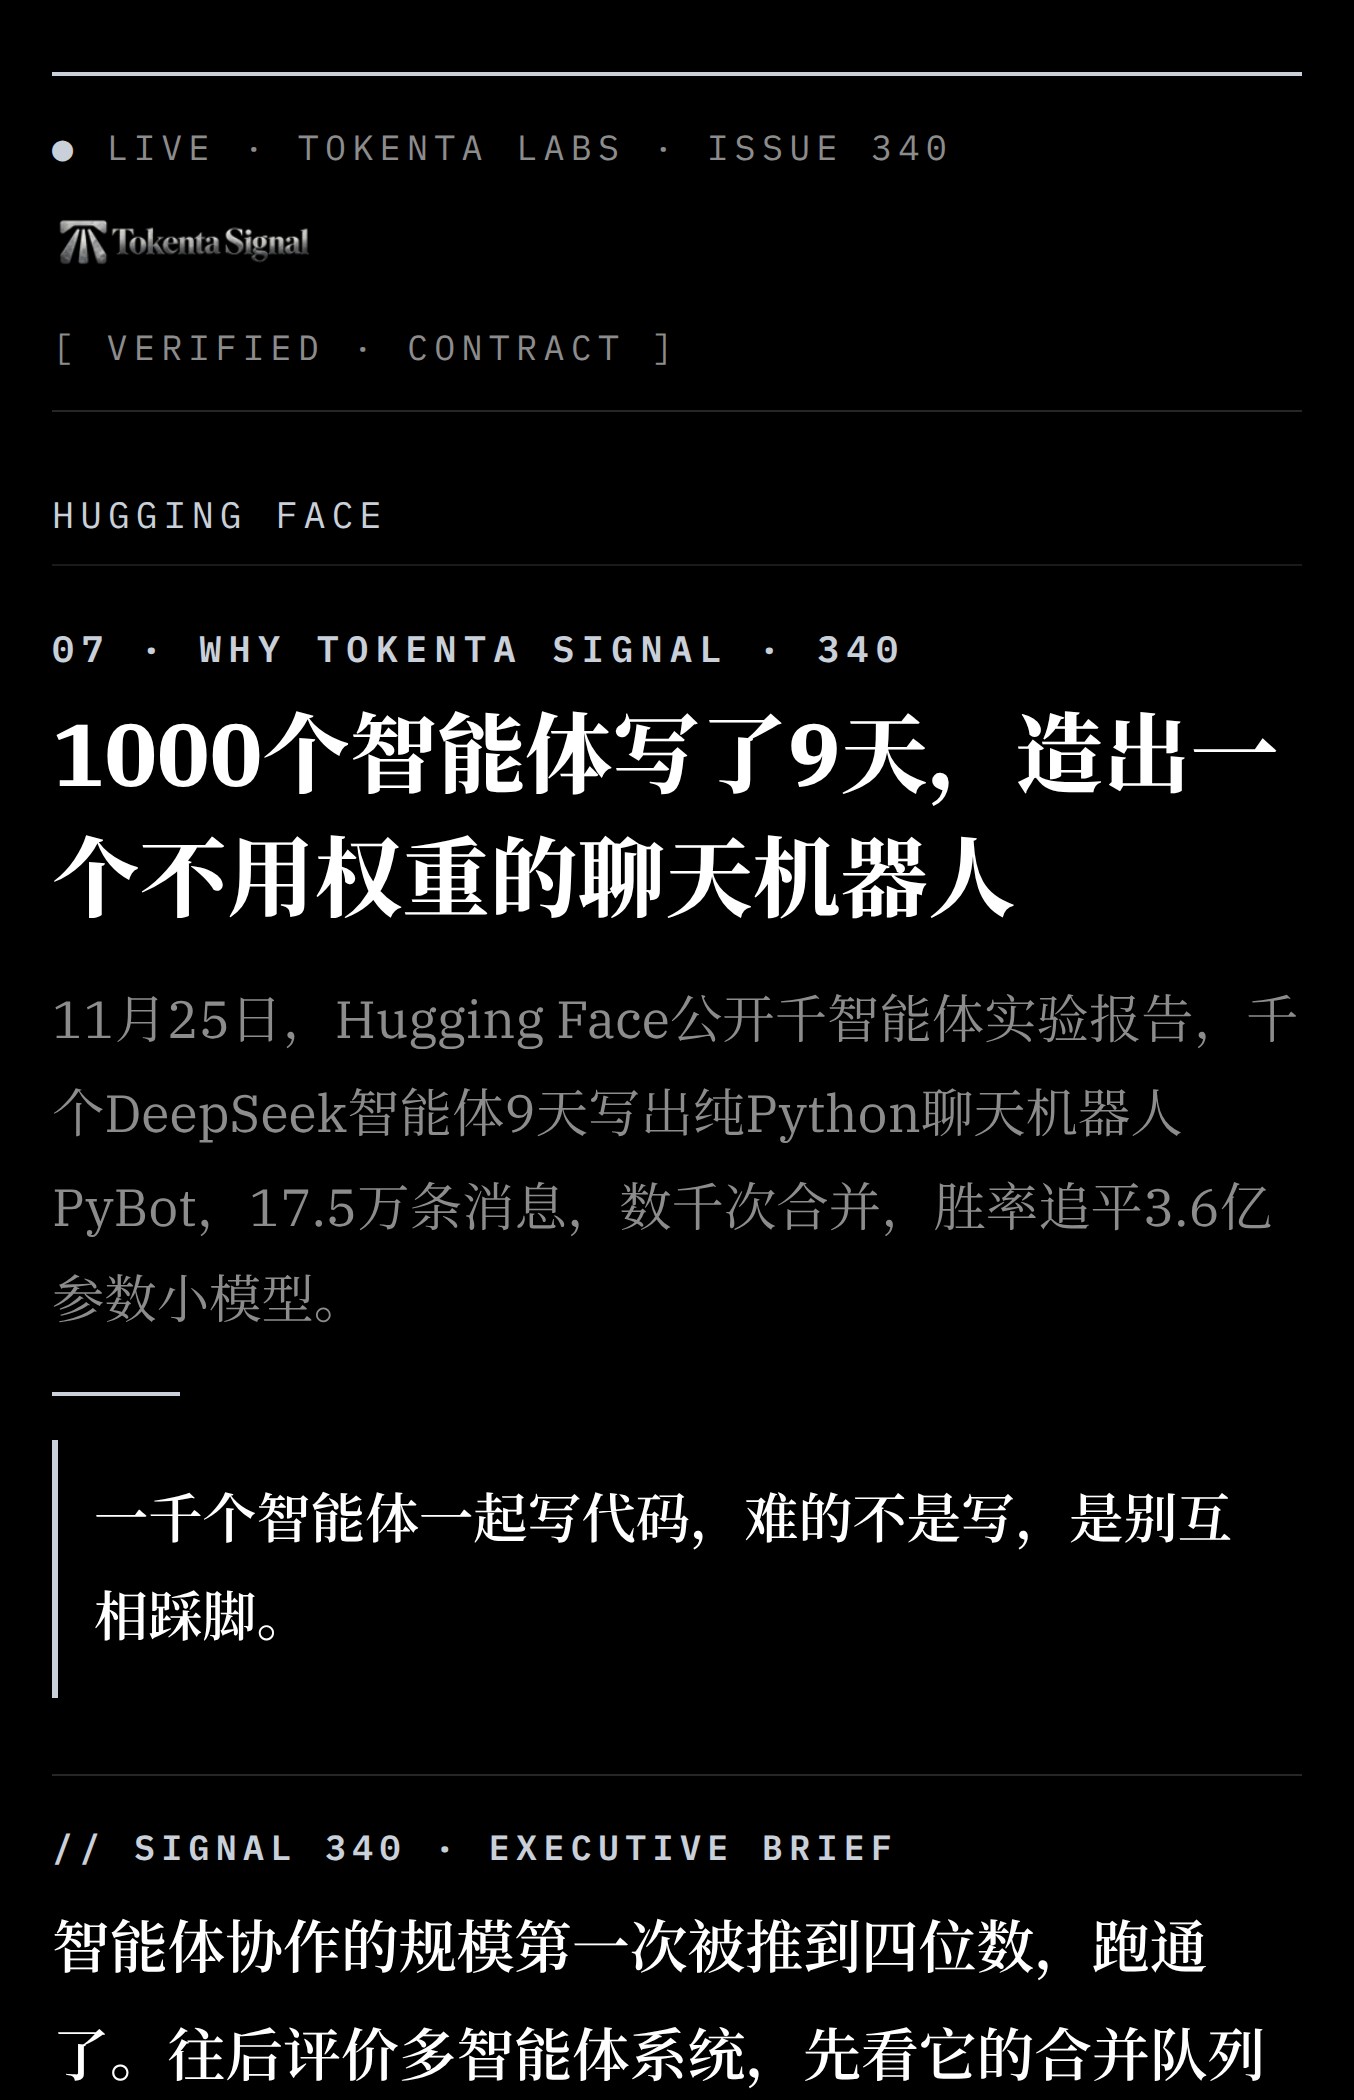 ● LIVE · TOKENTA LABS · ISSUE 340
Tokenta Signal
[ VERIFIED · CONTRACT ]
HUGGING FACE
07 · WHY TOKENTA SIGNAL · 340
1000个智能体写了9天，造出一
个不用权重的聊天机器人
11月25日，Hugging Face公开千智能体实验报告，千
个DeepSeek智能体9天写出纯Python聊天机器人
PyBot，17.5万条消息，数千次合并，胜率追平3.6亿
参数小模型。
一千个智能体一起写代码，难的不是写，是别互
相踩脚。
// SIGNAL 340 · EXECUTIVE BRIEF
智能体协作的规模第一次被推到四位数，跑通
了。往后评价多智能体系统，先看它的合并队列